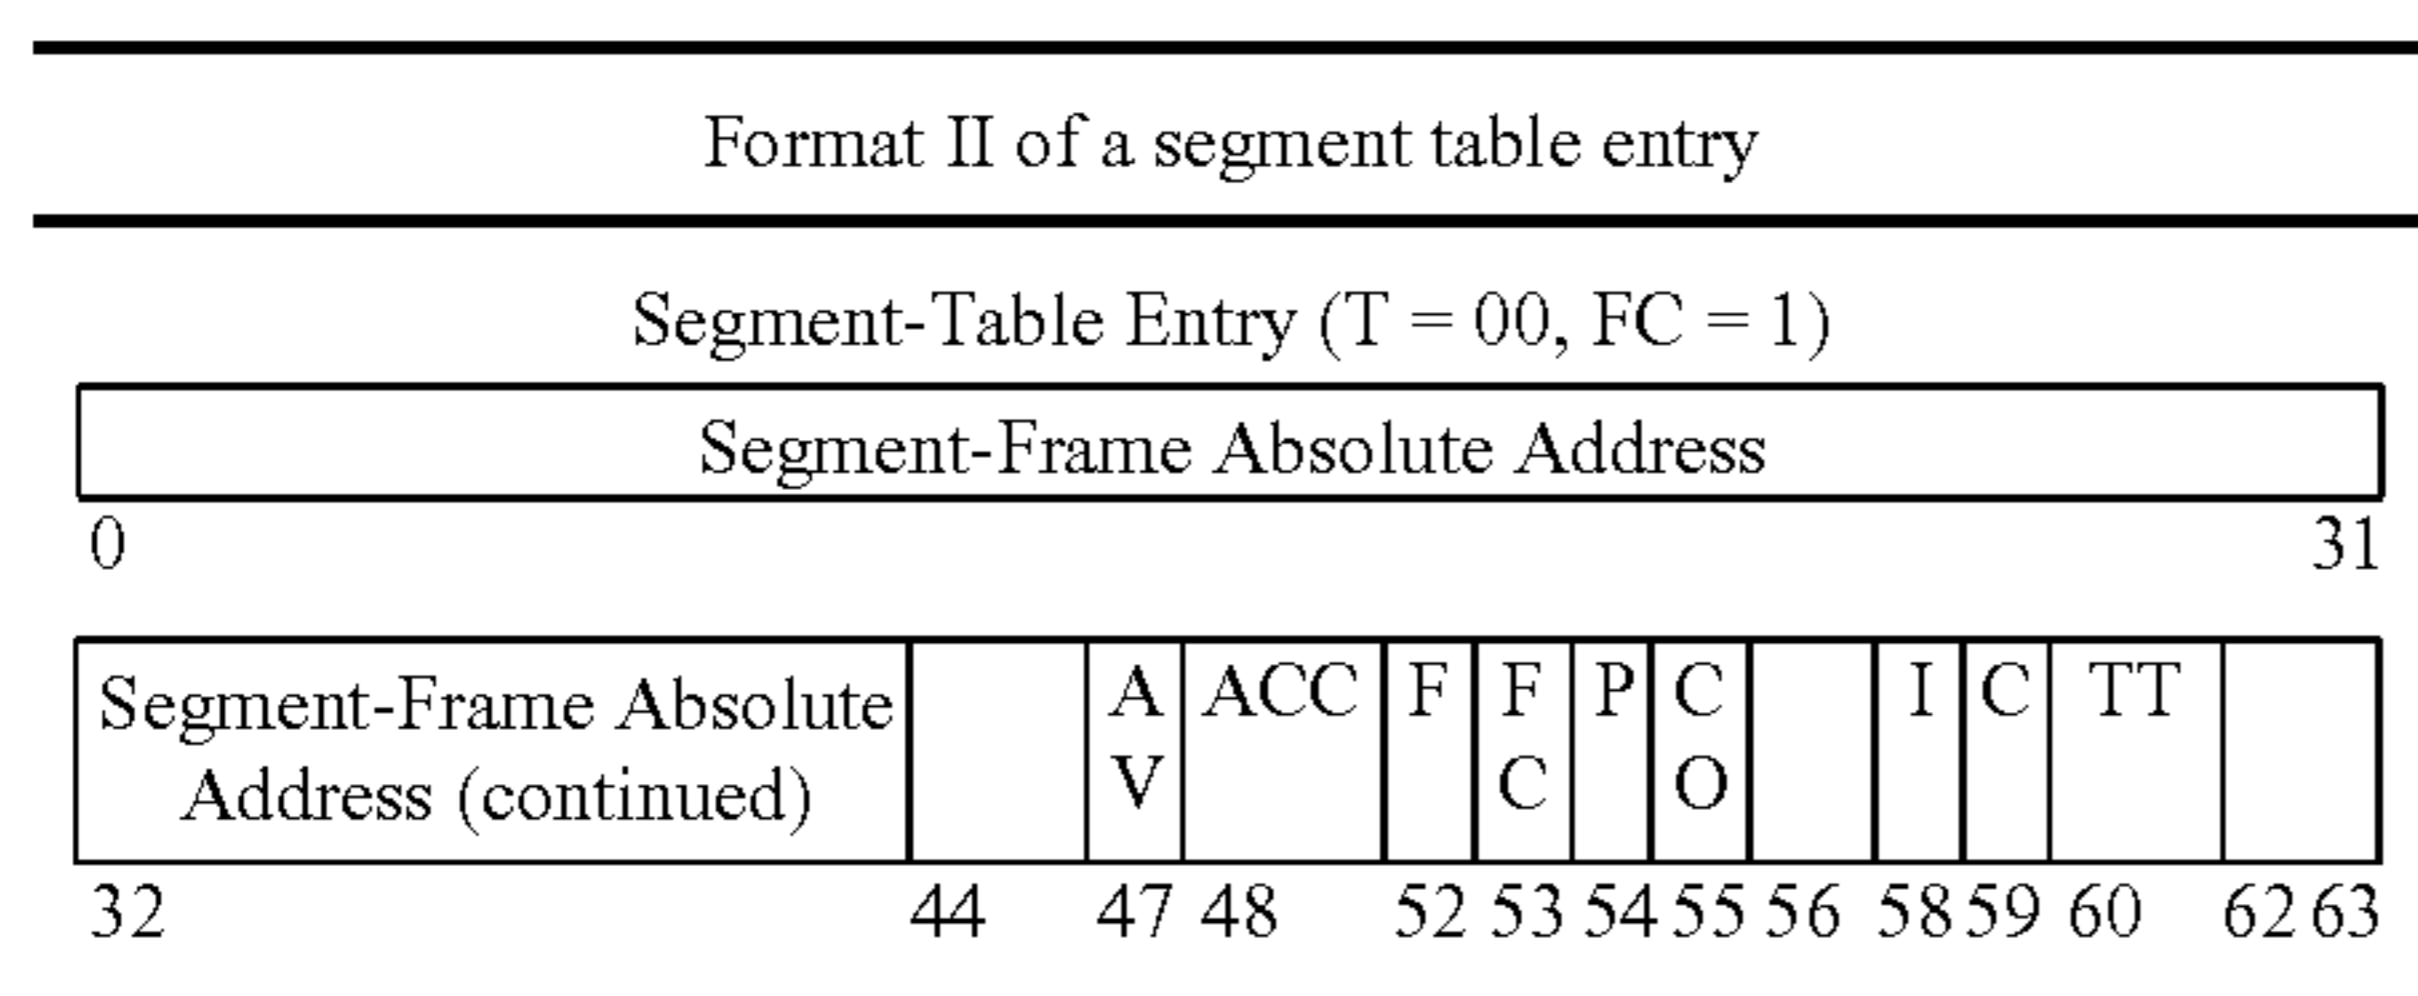 Format II of a segment table entry
Segment-Table Entry (T = 00, FC = 1)
Segment-Frame Absolute Address
0 31
Segment-Frame Absolute A ACC F F P C I C TT
Address (continued) V C O
32 44 47 48 52 53 54 55 56 58 59 60 62 63